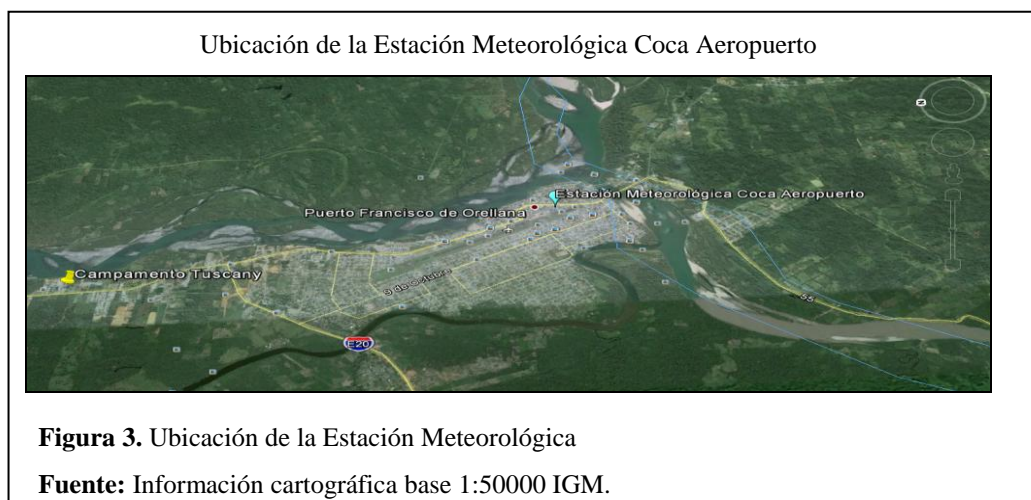 Ubicación de la Estación Meteorológica Coca Aeropuerto
N
Estación Meteorológica Coca Aeropuerto
Puerto Francisco de Orellana
Campamento Tuscany
9 de octubre
S5
E20
Figura 3. Ubicación de la Estación Meteorológica
Fuente: Información cartográfica base 1:50000 IGM.